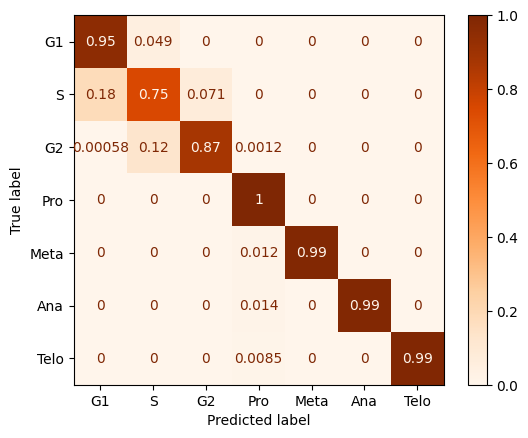 1.0
G1 0.95 0.049 0 0 0 0 0
S 0.18 0.75 0.071 0 0 0 0
0.8
G2 0.00058 0.12 0.87 0.0012 0 0 0
0.6
Pro 0 0 0 1 0 0 0
True label
0.4
Meta 0 0 0 0.012 0.99 0 0
Ana 0 0 0 0.014 0 0.99 0
0.2
Telo 0 0 0 0.0085 0 0 0.99
0.0
G1 S G2 Pro Meta Ana Telo
Predicted label